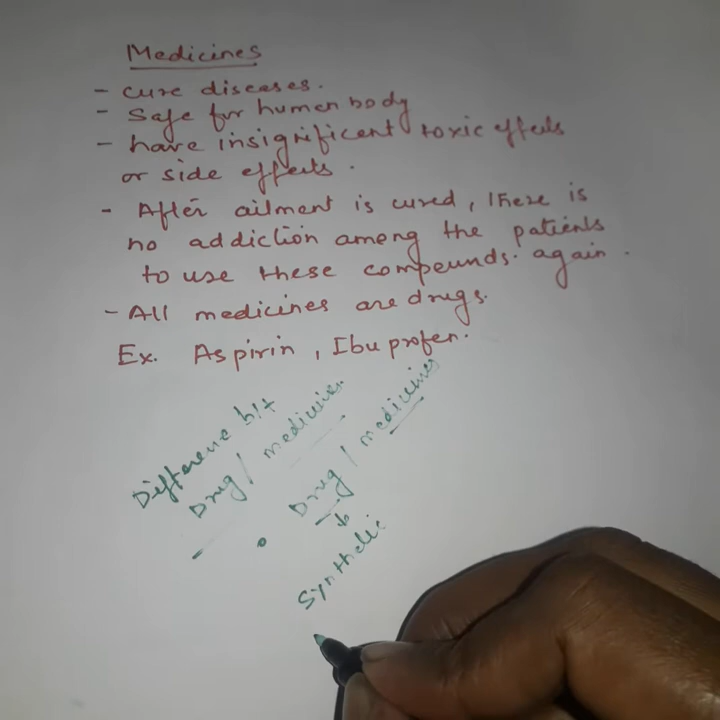 Medicines
- cure diseases.
- Safe for human body
- have insignificant toxic effects
or side effects.
- After ailment is cured, there is
no addiction among the patients
to use these compounds. again.
- All medicines are drugs.
Ex. Aspirin, Ibuprofen.
Difference b/t
Drug/ medicines.
Drug / medicines
Synthetic